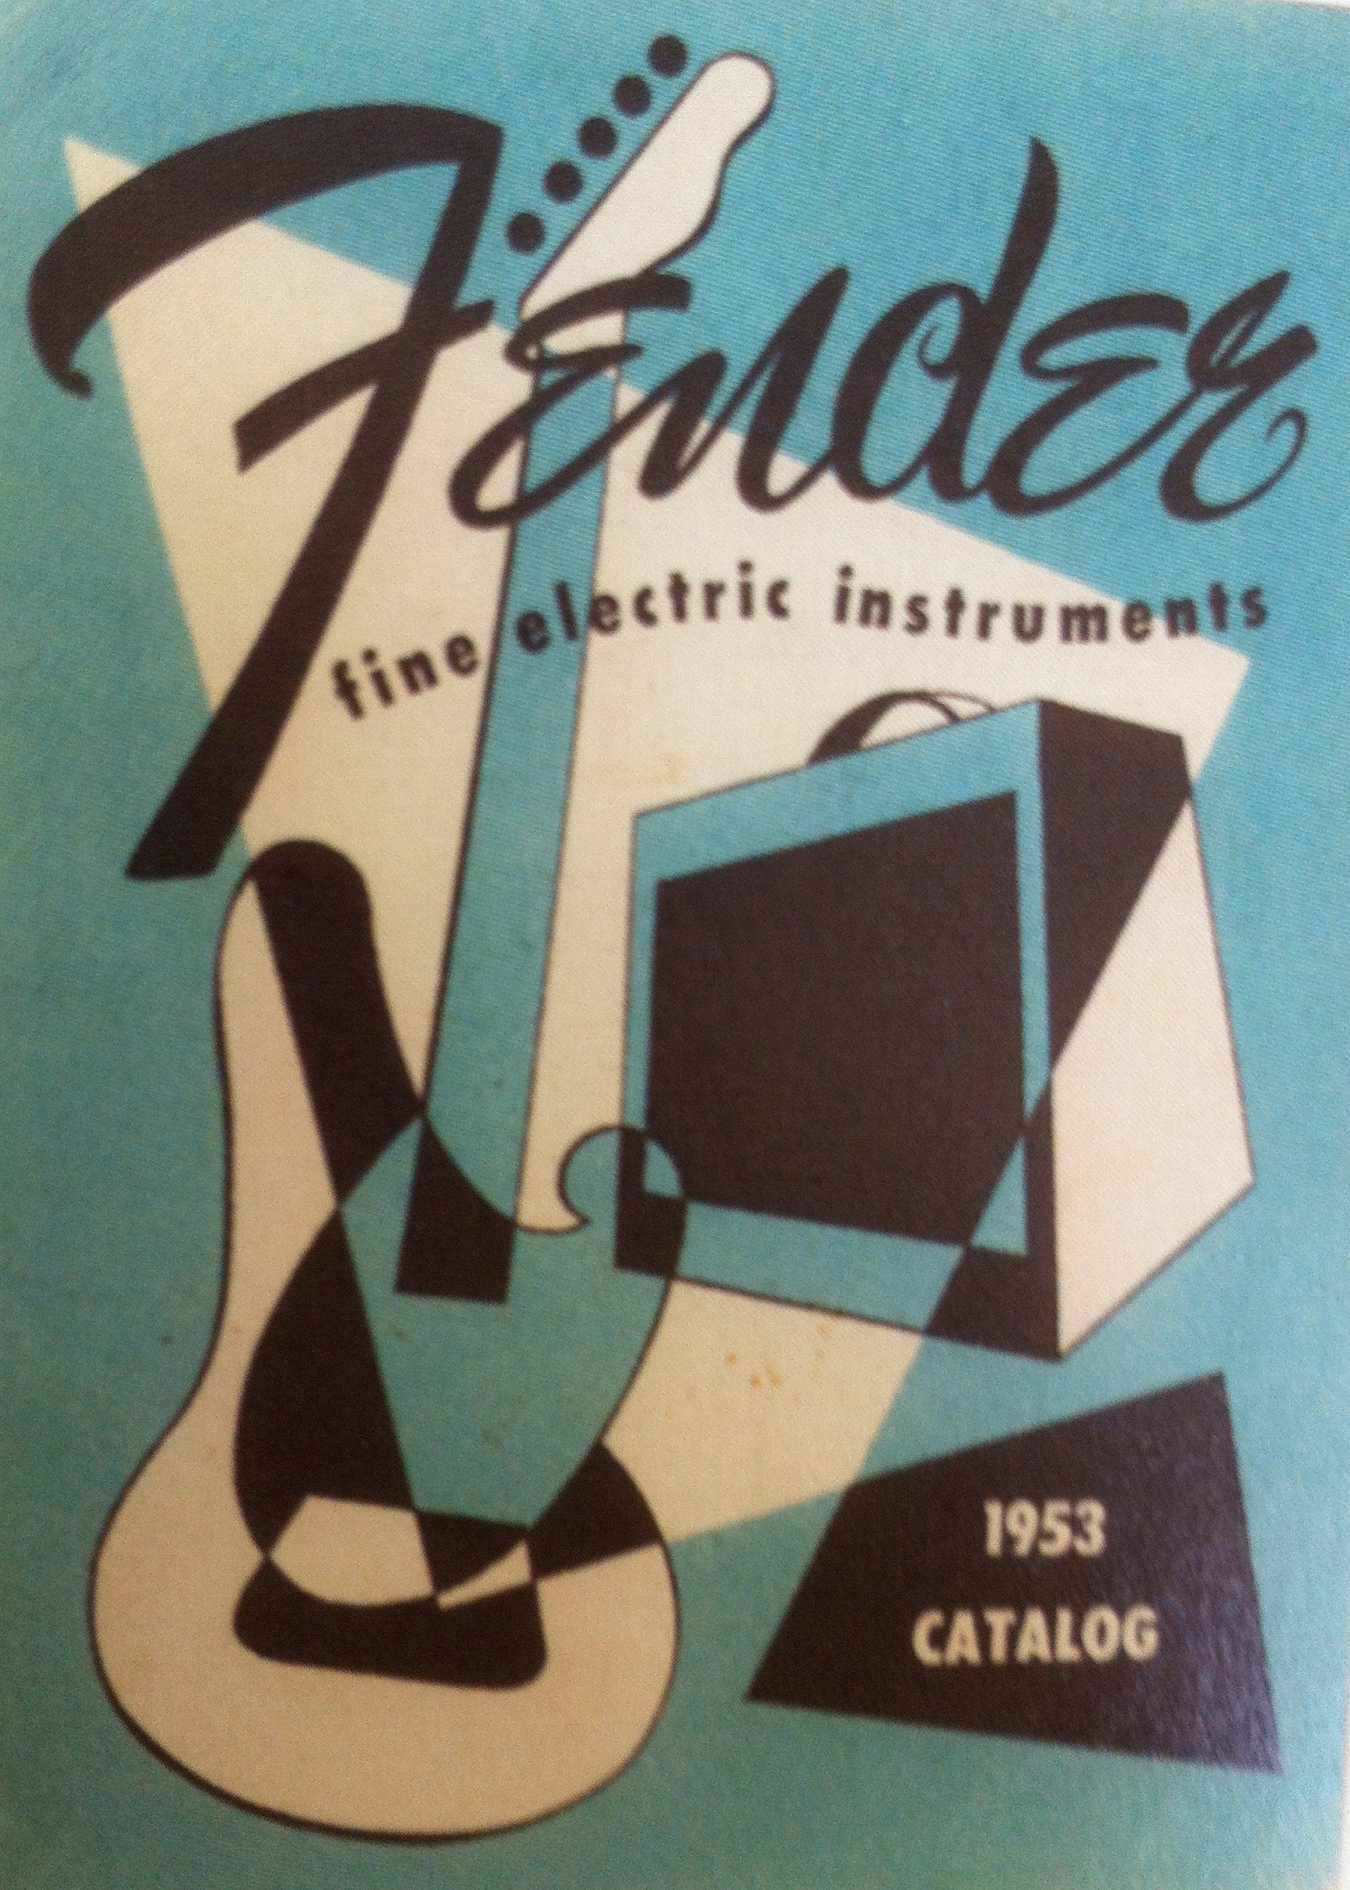 Fender
fine electric instruments
1953
CATALOG